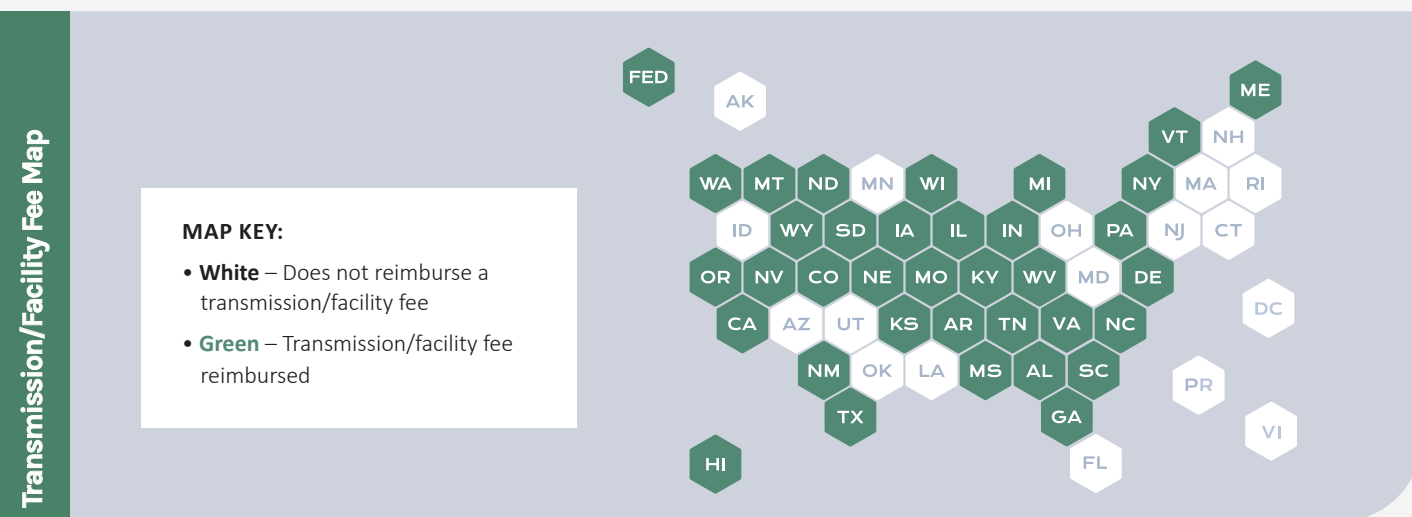 Transmission/Facility Fee Map
MAP KEY:
• White – Does not reimburse a
transmission/facility fee
• Green – Transmission/facility fee
reimbursed
FED
AK
ME
VT NH
WA MT ND MN WI MI NY MA RI
ID WY SD IA IL IN OH PA NJ CT
OR NV CO NE MO KY WV MD DE
DC
CA AZ UT KS AR TN VA NC
NM OK LA MS AL SC
PR
TX GA
VI
HI
FL